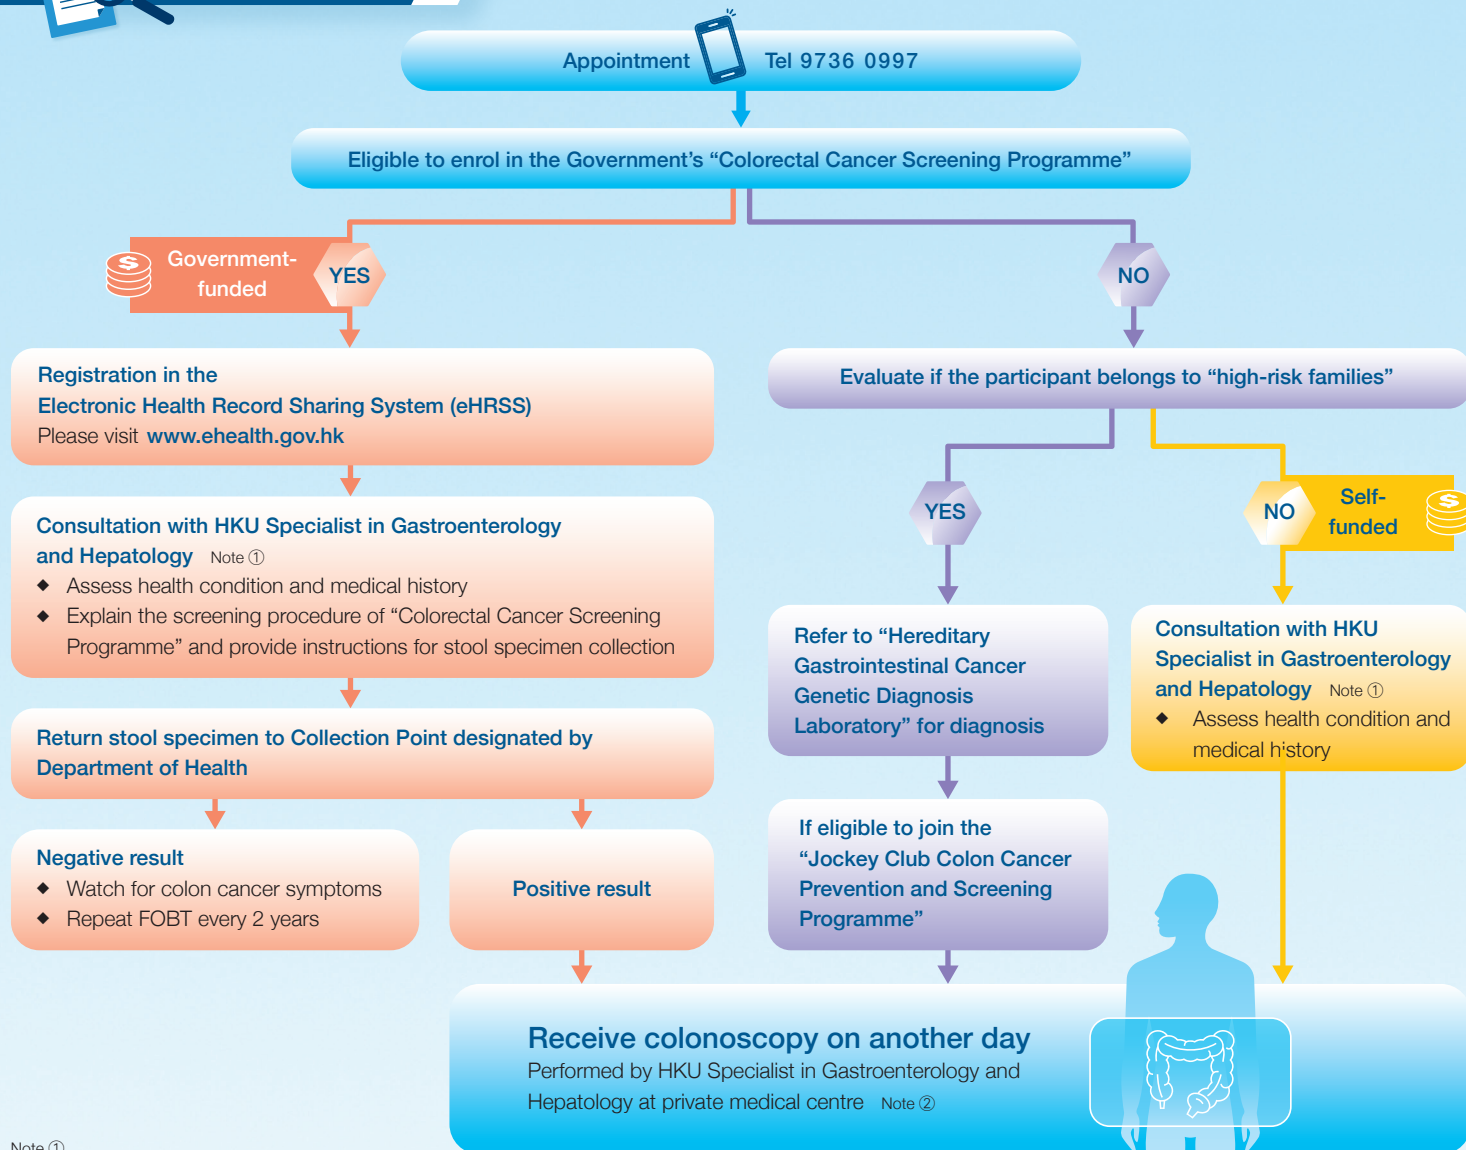 Appointment Tel 9736 0997
Eligible to enrol in the Government's “Colorectal Cancer Screening Programme”
Government-
funded
YES
NO
Registration in the
Electronic Health Record Sharing System (eHRSS)
Please visit www.ehealth.gov.hk
Evaluate if the participant belongs to “high-risk families”
Consultation with HKU Specialist in Gastroenterology
and Hepatology Note ①
◆ Assess health condition and medical history
◆ Explain the screening procedure of “Colorectal Cancer Screening
Programme” and provide instructions for stool specimen collection
YES
NO
Self-
funded
Refer to “Hereditary
Gastrointestinal Cancer
Genetic Diagnosis
Laboratory” for diagnosis
Consultation with HKU
Specialist in Gastroenterology
and Hepatology Note ①
◆ Assess health condition and
medical history
Return stool specimen to Collection Point designated by
Department of Health
Negative result
◆ Watch for colon cancer symptoms
◆ Repeat FOBT every 2 years
Positive result
If eligible to join the
“Jockey Club Colon Cancer
Prevention and Screening
Programme”
Receive colonoscopy on another day
Performed by HKU Specialist in Gastroenterology and
Hepatology at private medical centre Note ②
Note ①